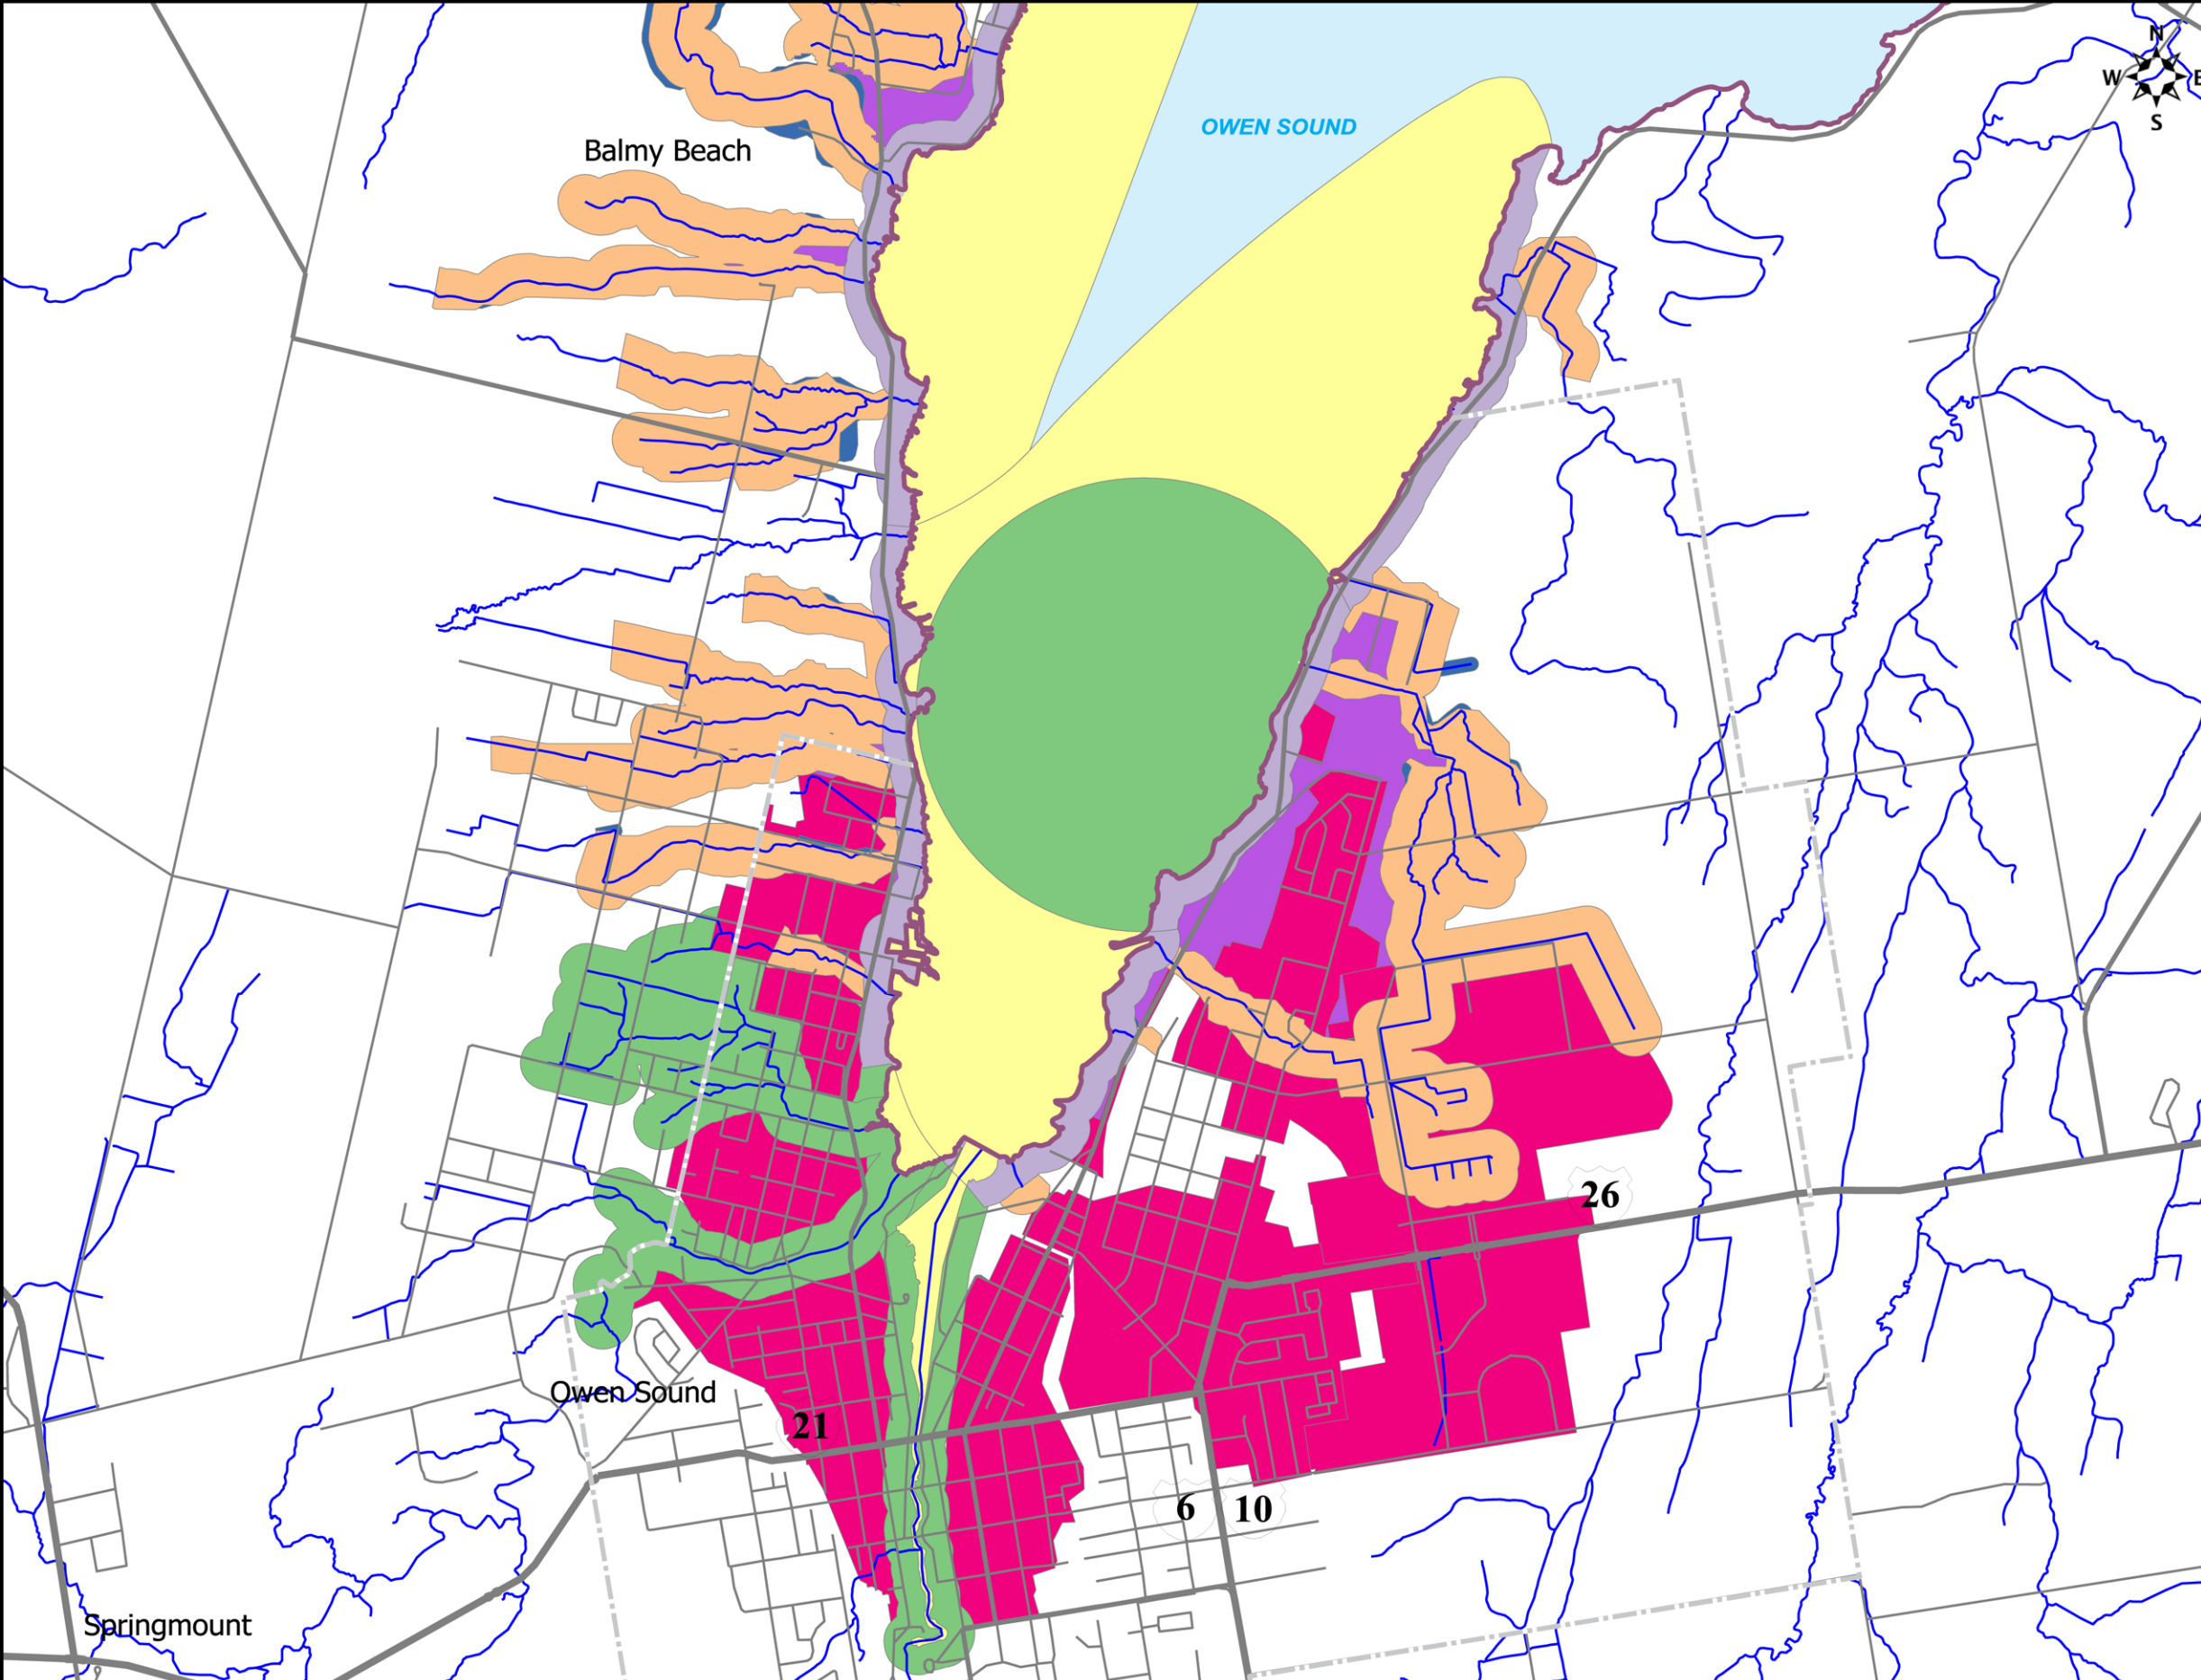 N
W E
S
OWEN SOUND
Balmy Beach
26
Owen Sound
21
6 10
Springmount